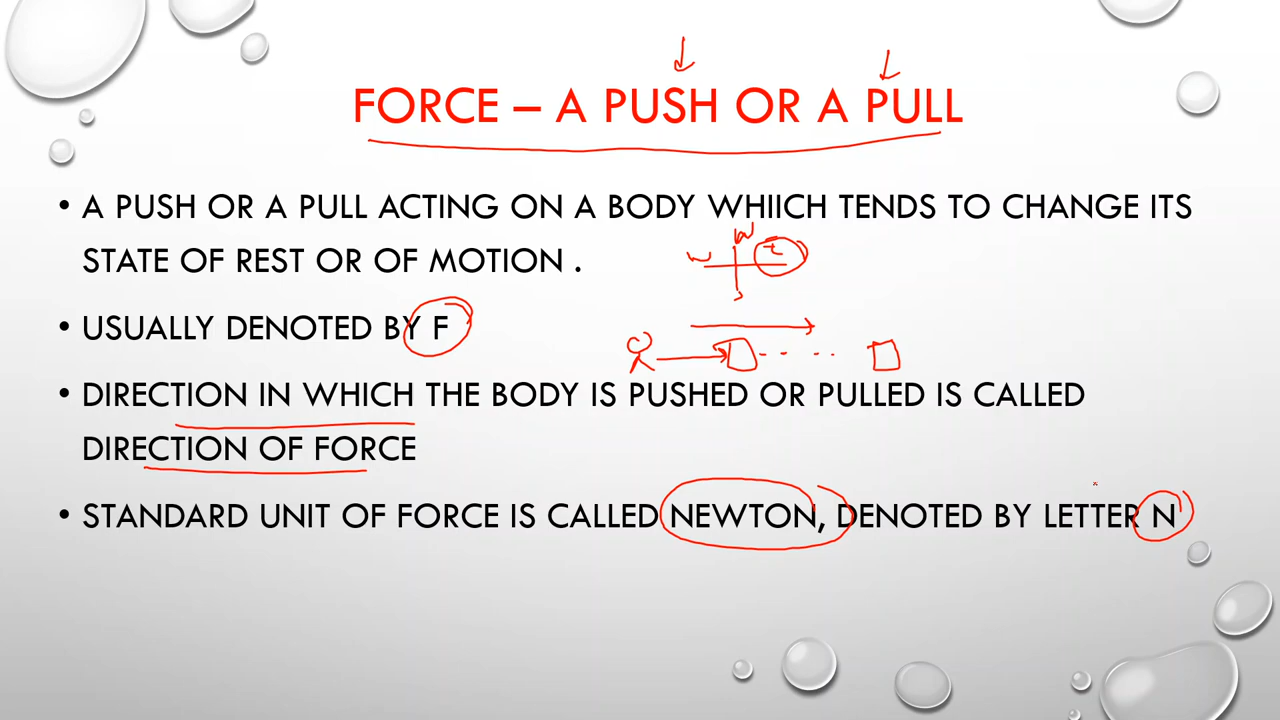 FORCE – A PUSH OR A PULL
• A PUSH OR A PULL ACTING ON A BODY WHIICH TENDS TO CHANGE ITS
STATE OF REST OR OF MOTION .
W
S
• USUALLY DENOTED BY F
• DIRECTION IN WHICH THE BODY IS PUSHED OR PULLED IS CALLED
DIRECTION OF FORCE
• STANDARD UNIT OF FORCE IS CALLED NEWTON, DENOTED BY LETTER N